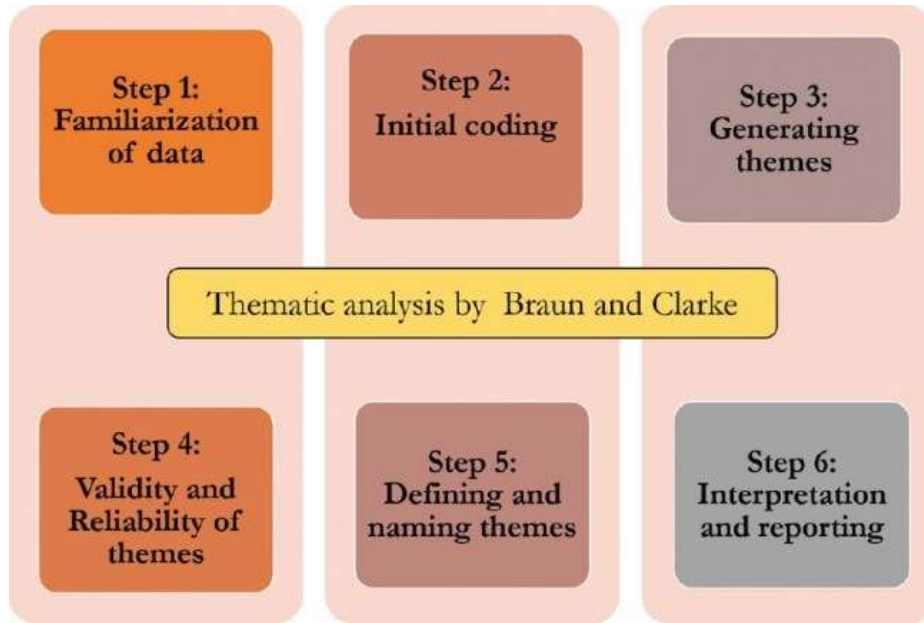 Step 1:
Familiarization
of data
Step 2:
Initial coding
Step 3:
Generating
themes
Thematic analysis by Braun and Clarke
Step 4:
Validity and
Reliability of
themes
Step 5:
Defining and
naming themes
Step 6:
Interpretation
and reporting